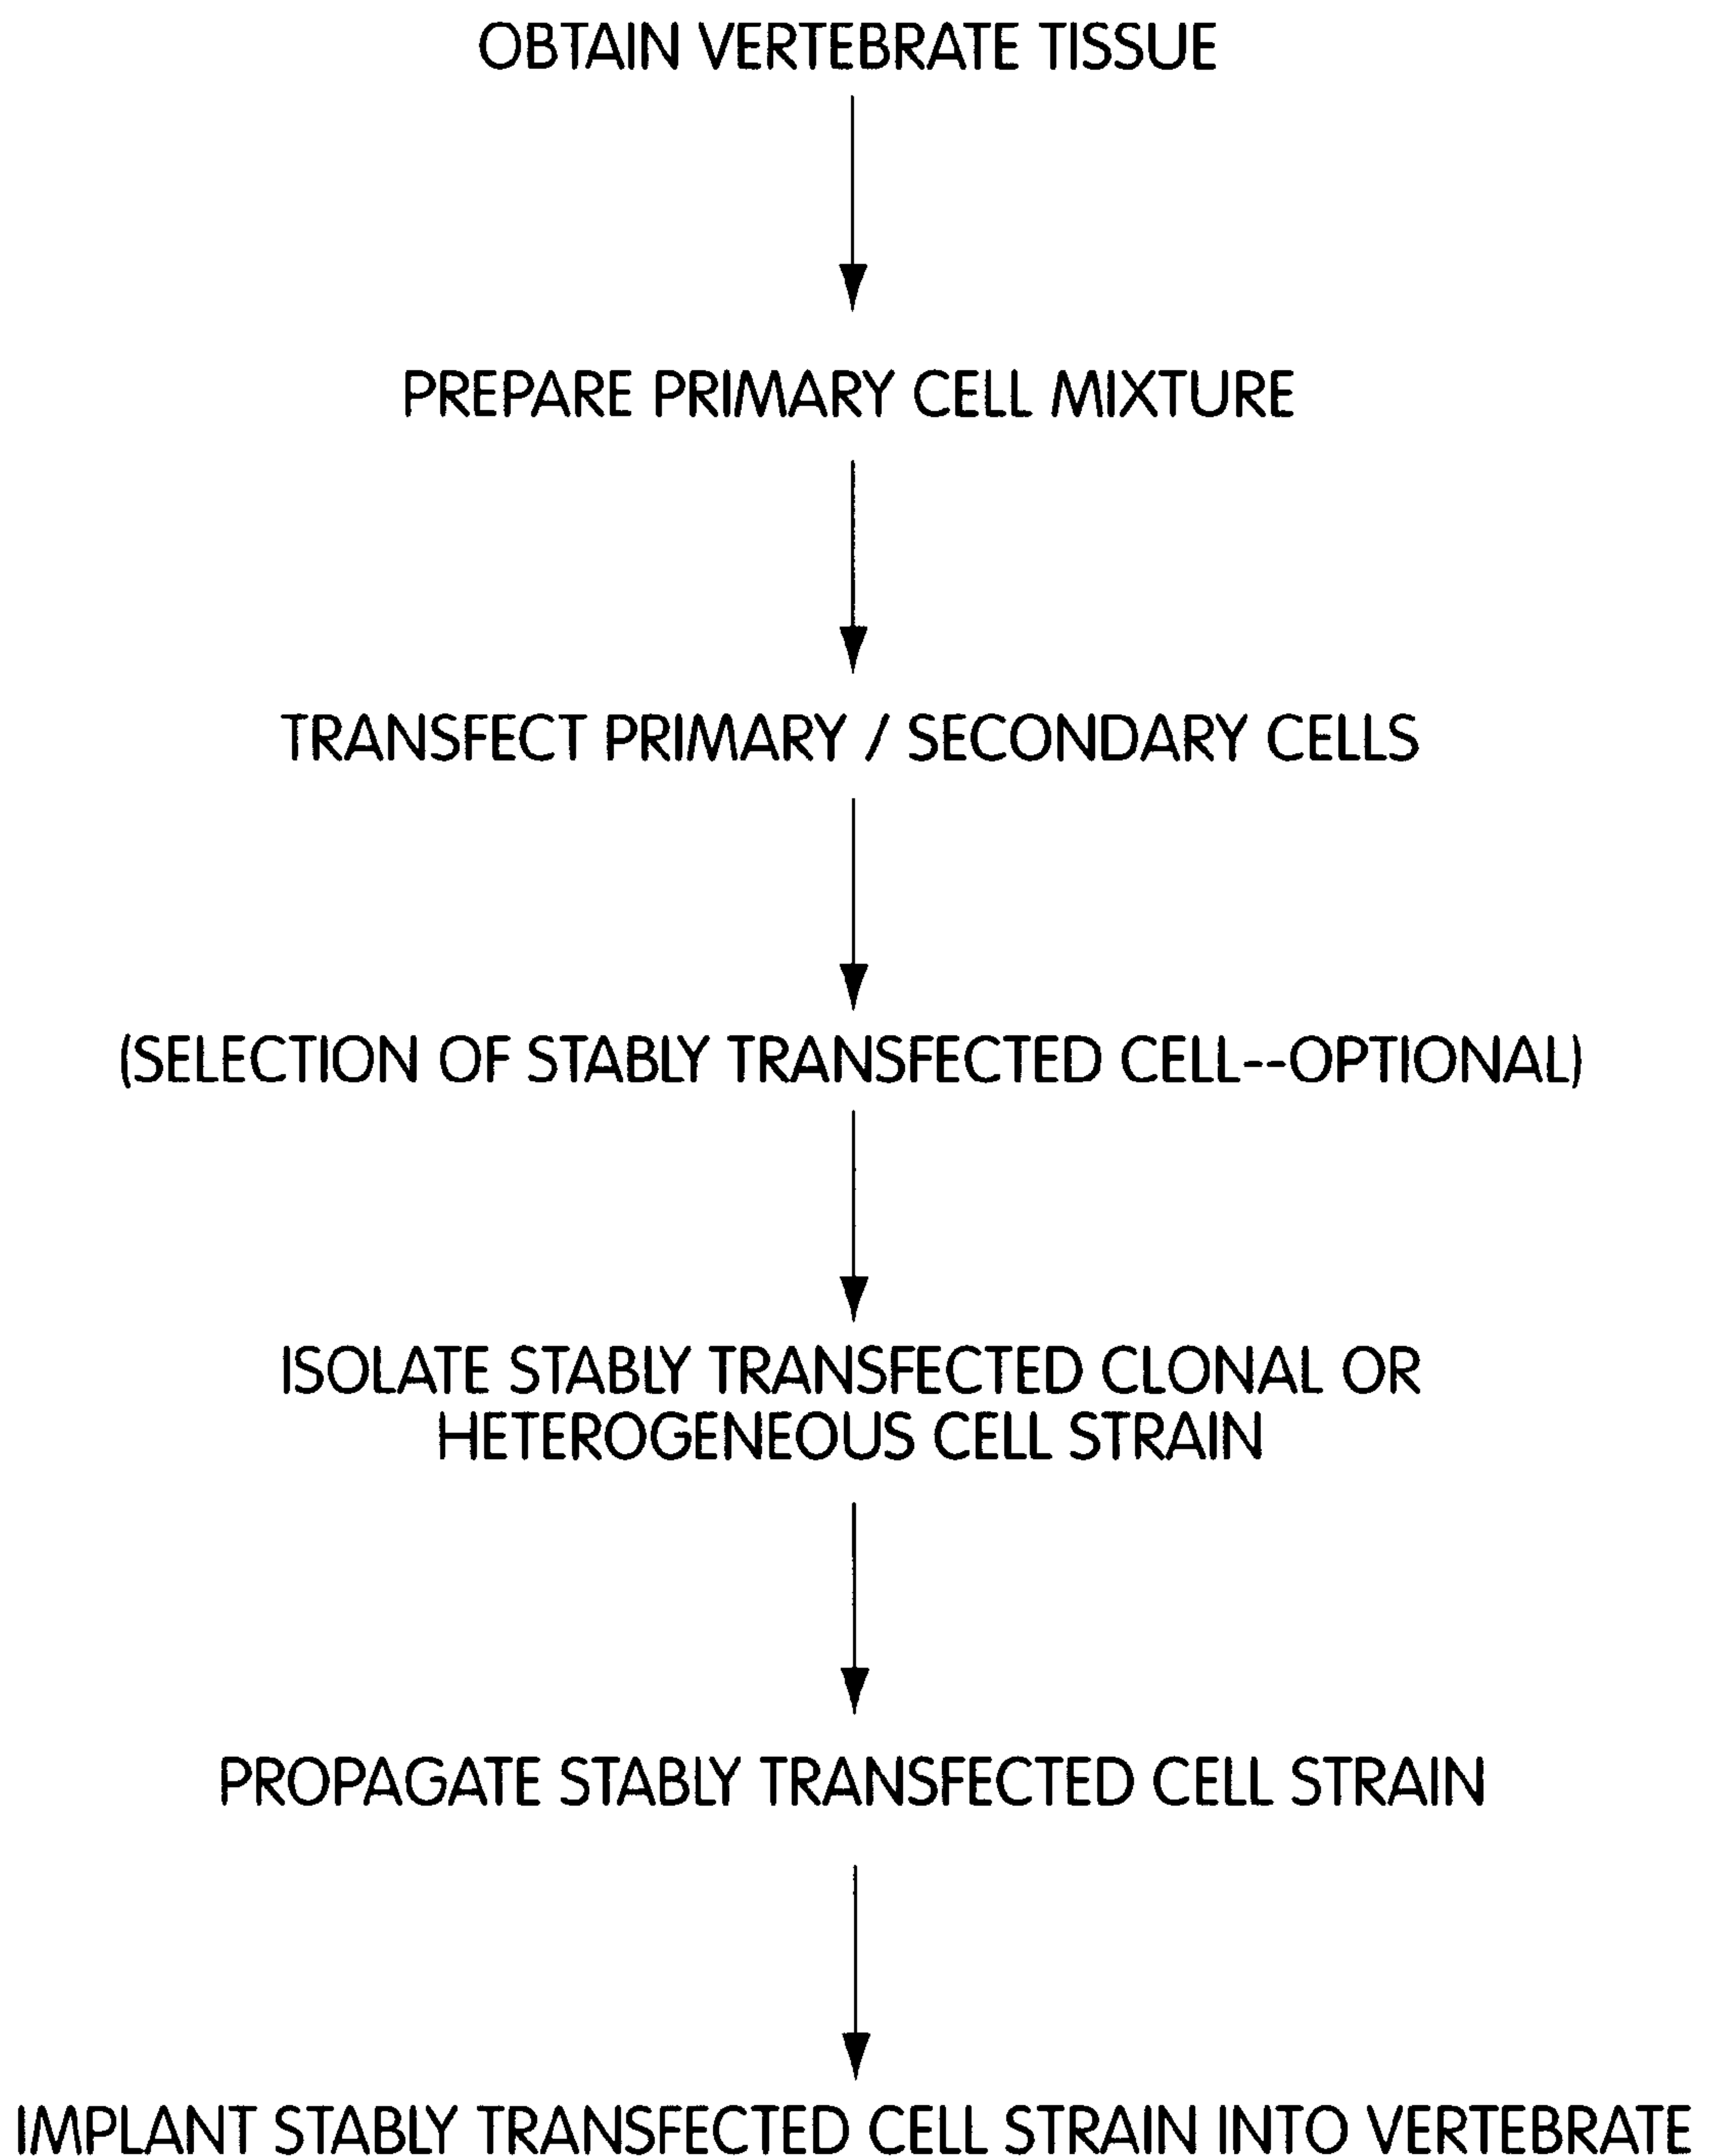 OBTAIN VERTEBRATE TISSUE
PREPARE PRIMARY CELL MIXTURE
TRANSFECT PRIMARY / SECONDARY CELLS
(SELECTION OF STABLY TRANSFECTED CELL--OPTIONAL)
ISOLATE STABLY TRANSFECTED CLONAL OR
HETEROGENEOUS CELL STRAIN
PROPAGATE STABLY TRANSFECTED CELL STRAIN
IMPLANT STABLY TRANSFECTED CELL STRAIN INTO VERTEBRATE